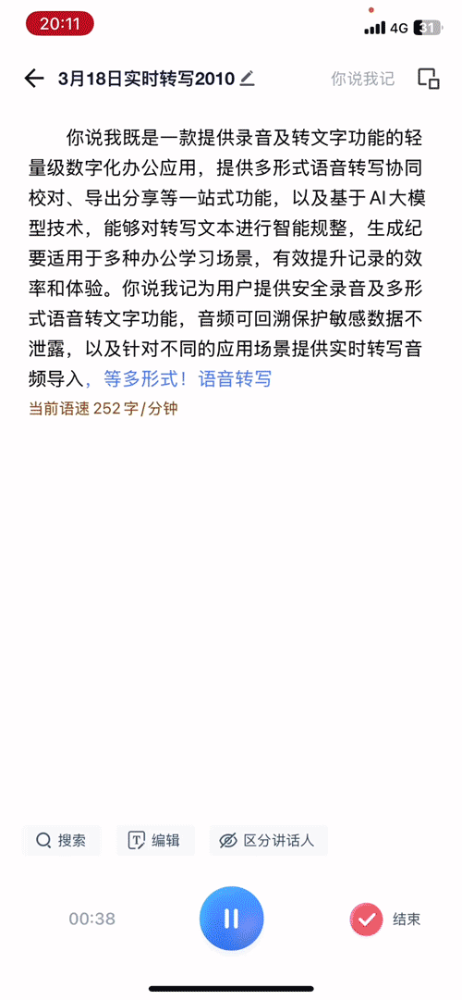 20:11
4G 31
3月18日实时转写2010
你说我记
你说我既是一款提供录音及转文字功能的轻
量级数字化办公应用，提供多形式语音转写协同
校对、导出分享等一站式功能，以及基于AI大模
型技术，能够对转写文本进行智能规整，生成纪
要适用于多种办公学习场景，有效提升记录的效
率和体验。你说我记为用户提供安全录音及多形
式语音转文字功能，音频可回溯保护敏感数据不
泄露，以及针对不同的应用场景提供实时转写音
频导入，等多形式！语音转写
当前语速 252 字/分钟
搜索
编辑
区分讲话人
00:38
结束